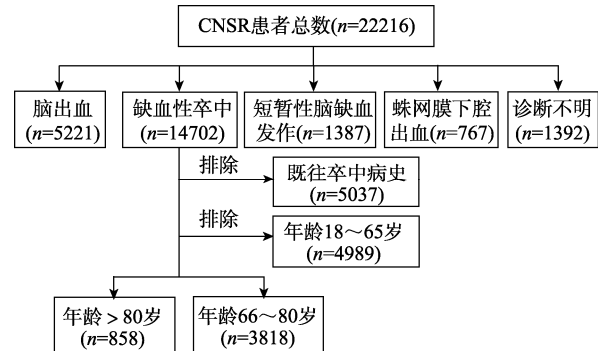 CNSR患者总数(n=22216)
脑出血
(n=5221)
缺血性卒中
(n=14702)
短暂性脑缺血
发作(n=1387)
蛛网膜下腔
出血(n=767)
诊断不明
(n=1392)
排除
既往卒中病史
(n=5037)
排除
年龄18～65岁
(n=4989)
年龄＞80岁
(n=858)
年龄66～80岁
(n=3818)